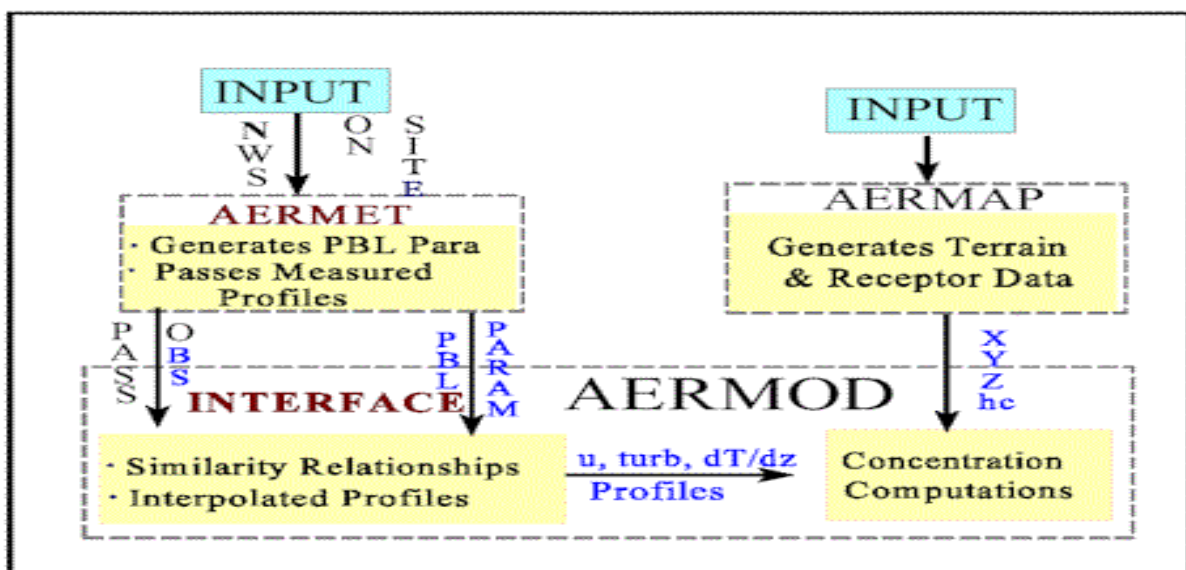 INPUT
NWS
ON
SITE
AERMET
· Generates PBL Para
· Passes Measured
Profiles
INPUT
AERMAP
Generates Terrain
& Receptor Data
PASS
OBS
PBL
PARAM
XYZ
hc
INTERFACE
AERMOD
· Similarity Relationships
· Interpolated Profiles
u, turb, dT/dz
Profiles
Concentration
Computations